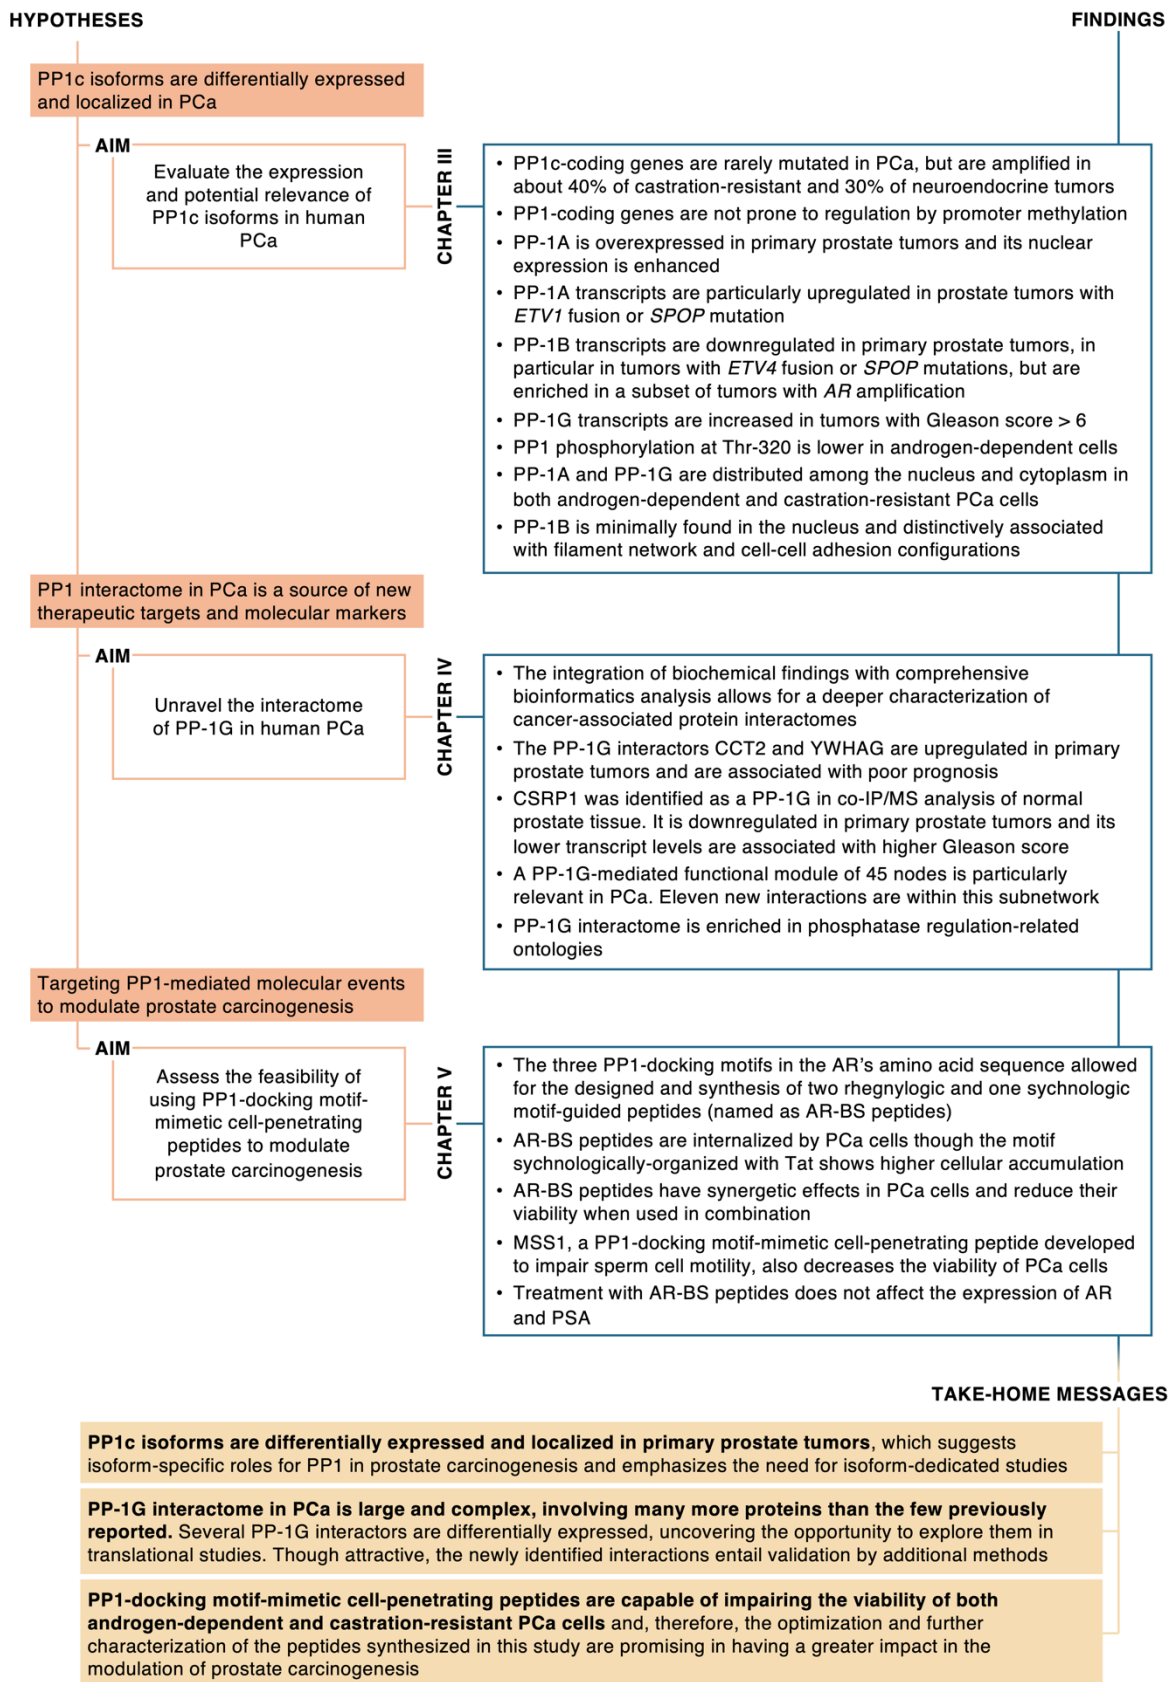 HYPOTHESES
FINDINGS
PP1c isoforms are differentially expressed
and localized in PCa
AIM
Evaluate the expression
and potential relevance of
PP1c isoforms in human
PCa
CHAPTER III
• PP1c-coding genes are rarely mutated in PCa, but are amplified in
about 40% of castration-resistant and 30% of neuroendocrine tumors
• PP1-coding genes are not prone to regulation by promoter methylation
• PP-1A is overexpressed in primary prostate tumors and its nuclear
expression is enhanced
• PP-1A transcripts are particularly upregulated in prostate tumors with
ETV1 fusion or SPOP mutation
• PP-1B transcripts are downregulated in primary prostate tumors, in
particular in tumors with ETV4 fusion or SPOP mutations, but are
enriched in a subset of tumors with AR amplification
• PP-1G transcripts are increased in tumors with Gleason score > 6
• PP1 phosphorylation at Thr-320 is lower in androgen-dependent cells
• PP-1A and PP-1G are distributed among the nucleus and cytoplasm in
both androgen-dependent and castration-resistant PCa cells
• PP-1B is minimally found in the nucleus and distinctively associated
with filament network and cell-cell adhesion configurations
PP1 interactome in PCa is a source of new
therapeutic targets and molecular markers
AIM
Unravel the interactome
of PP-1G in human PCa
CHAPTER IV
• The integration of biochemical findings with comprehensive
bioinformatics analysis allows for a deeper characterization of
cancer-associated protein interactomes
• The PP-1G interactors CCT2 and YWHAG are upregulated in primary
prostate tumors and are associated with poor prognosis
• CSRP1 was identified as a PP-1G in co-IP/MS analysis of normal
prostate tissue. It is downregulated in primary prostate tumors and its
lower transcript levels are associated with higher Gleason score
• A PP-1G-mediated functional module of 45 nodes is particularly
relevant in PCa. Eleven new interactions are within this subnetwork
• PP-1G interactome is enriched in phosphatase regulation-related
ontologies
Targeting PP1-mediated molecular events
to modulate prostate carcinogenesis
AIM
Assess the feasibility of
using PP1-docking motif-
mimetic cell-penetrating
peptides to modulate
prostate carcinogenesis
CHAPTER V
• The three PP1-docking motifs in the AR's amino acid sequence allowed
for the designed and synthesis of two rhegnylogic and one sychnologic
motif-guided peptides (named as AR-BS peptides)
• AR-BS peptides are internalized by PCa cells though the motif
sychnologically-organized with Tat shows higher cellular accumulation
• AR-BS peptides have synergetic effects in PCa cells and reduce their
viability when used in combination
• MSS1, a PP1-docking motif-mimetic cell-penetrating peptide developed
to impair sperm cell motility, also decreases the viability of PCa cells
• Treatment with AR-BS peptides does not affect the expression of AR
and PSA
TAKE-HOME MESSAGES
PP1c isoforms are differentially expressed and localized in primary prostate tumors, which suggests
isoform-specific roles for PP1 in prostate carcinogenesis and emphasizes the need for isoform-dedicated studies
PP-1G interactome in PCa is large and complex, involving many more proteins than the few previously
reported. Several PP-1G interactors are differentially expressed, uncovering the opportunity to explore them in
translational studies. Though attractive, the newly identified interactions entail validation by additional methods
PP1-docking motif-mimetic cell-penetrating peptides are capable of impairing the viability of both
androgen-dependent and castration-resistant PCa cells and, therefore, the optimization and further
characterization of the peptides synthesized in this study are promising in having a greater impact in the
modulation of prostate carcinogenesis